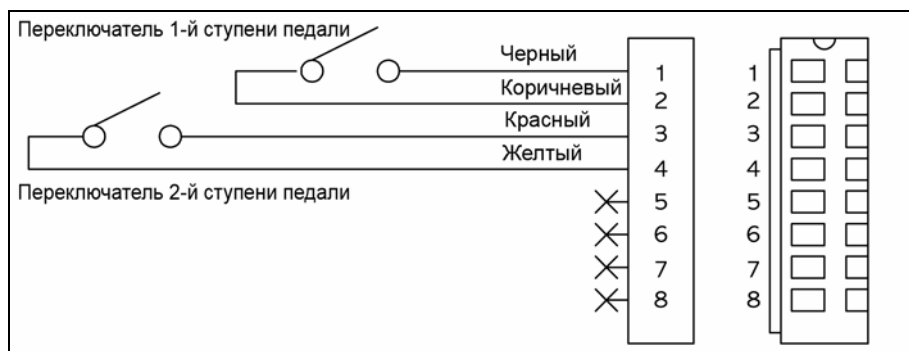 Переключатель 1-й ступени педали
Черный
Коричневый
Красный
Желтый
Переключатель 2-й ступени педали
1 1
2 2
3 3
4 4
5 5
6 6
7 7
8 8